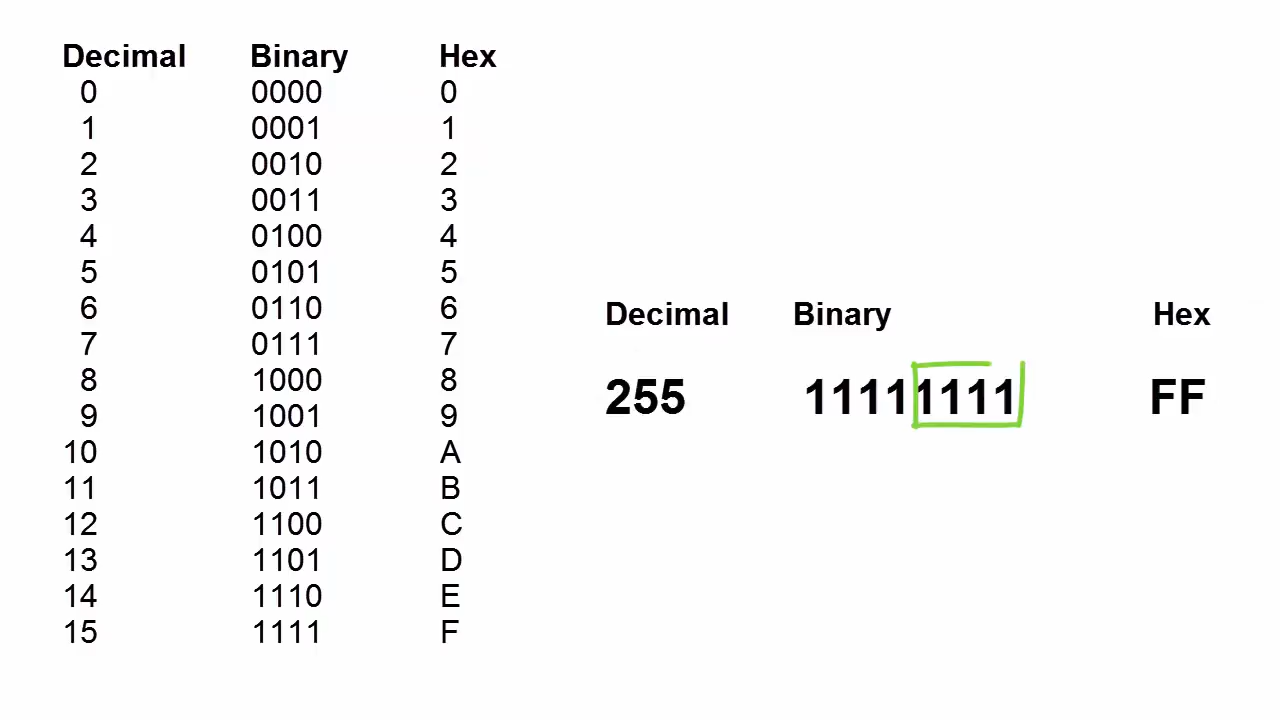 Decimal Binary Hex
0 0000 0
1 0001 1
2 0010 2
3 0011 3
4 0100 4
5 0101 5
6 0110 6
7 0111 7
8 1000 8
9 1001 9
10 1010 A
11 1011 B
12 1100 C
13 1101 D
14 1110 E
15 1111 F
Decimal Binary Hex
255 11111111 FF